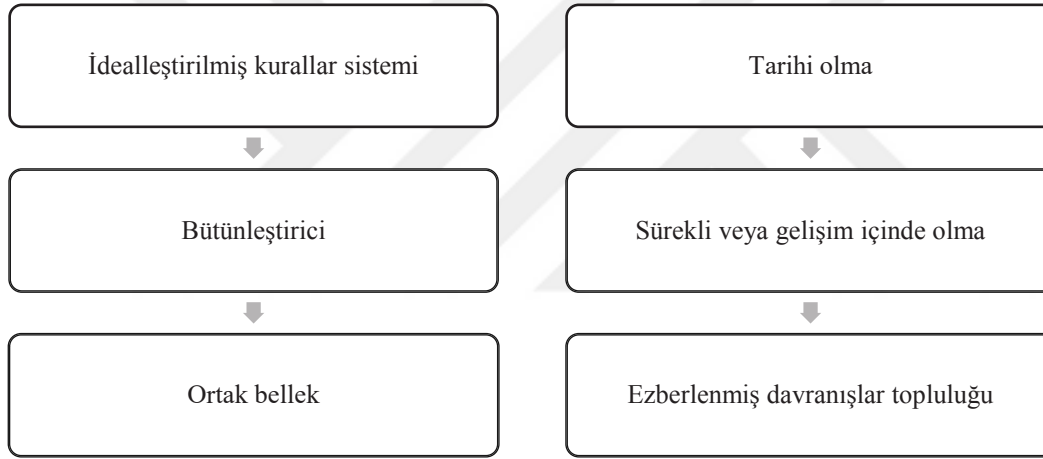 İdealleştirilmiş kurallar sistemi
Bütünleştirici
Ortak bellek
Tarihi olma
Sürekli veya gelişim içinde olma
Ezberlenmiş davranışlar topluluğu